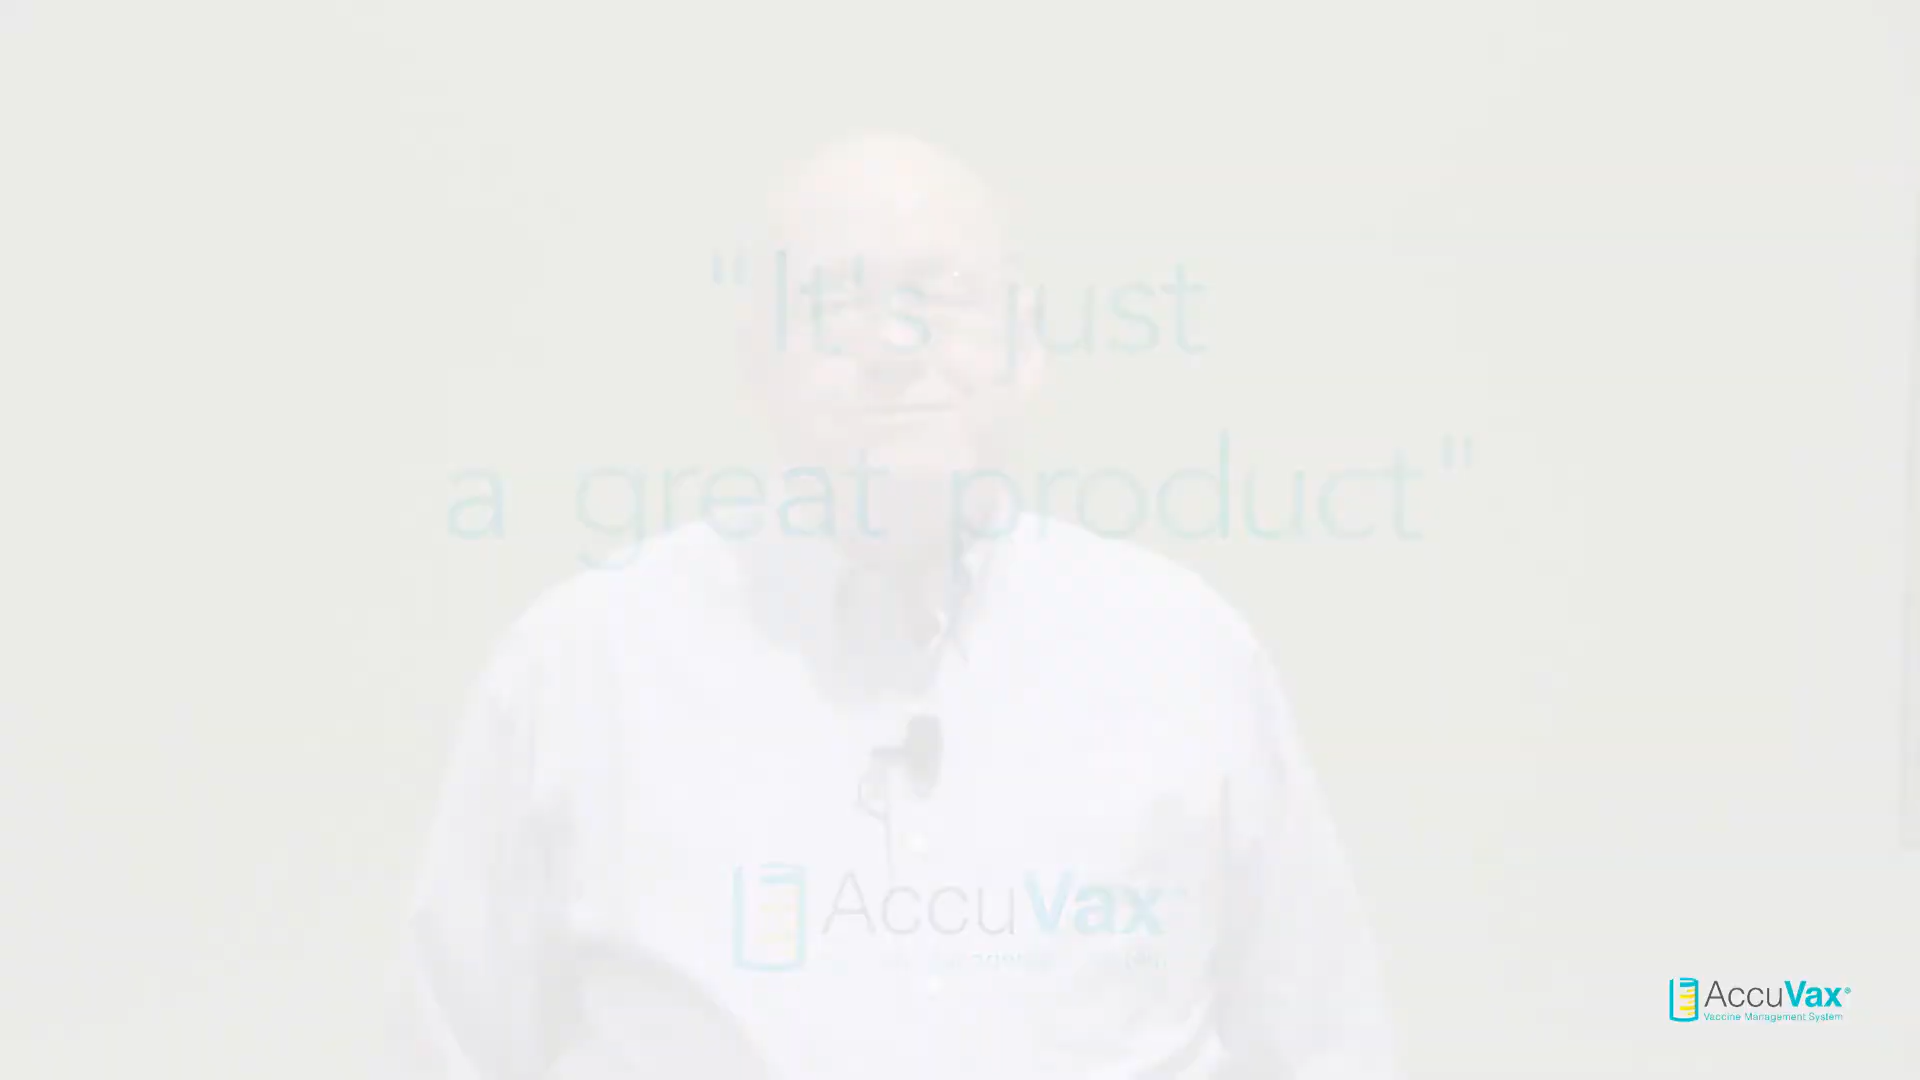 "It's just
a great product"
AccuVax
AccuVax®
Vaccine Management System